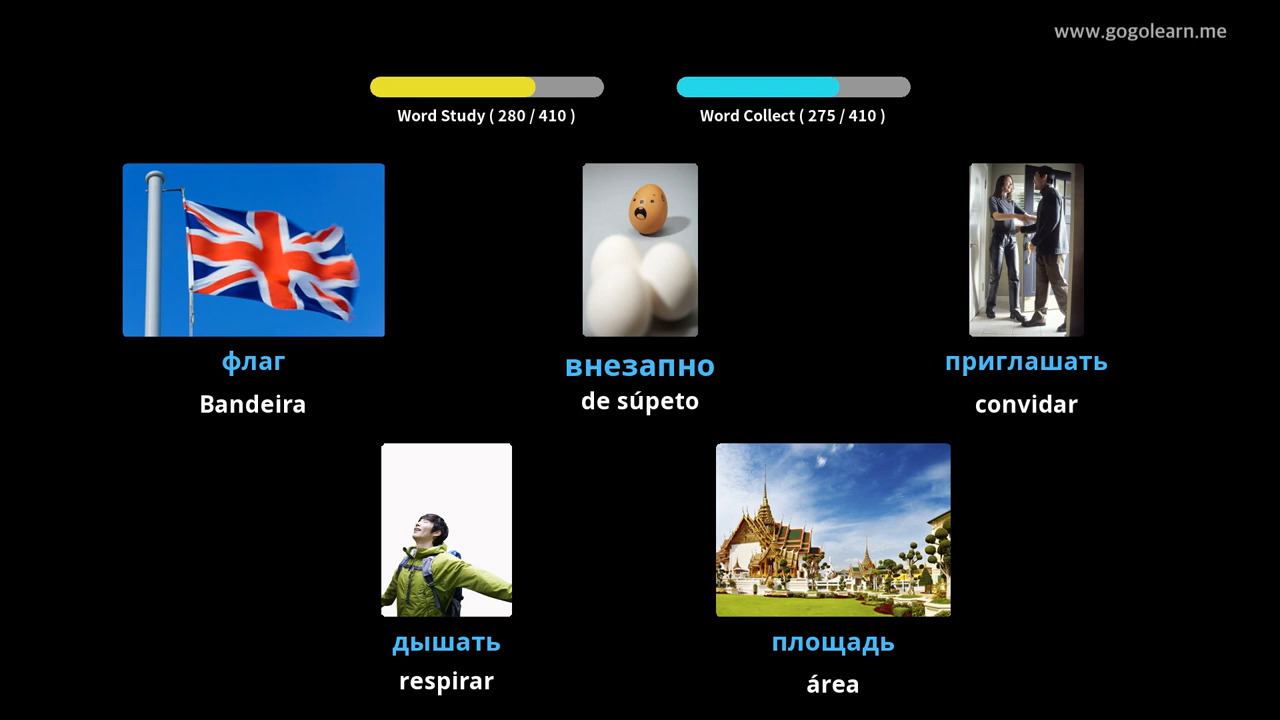 www.gogolearn.me
Word Study ( 280 / 410 )
Word Collect ( 275 / 410 )
флаг
Bandeira
внезапно
de súpeto
приглашать
convidar
дышать
respirar
площадь
área